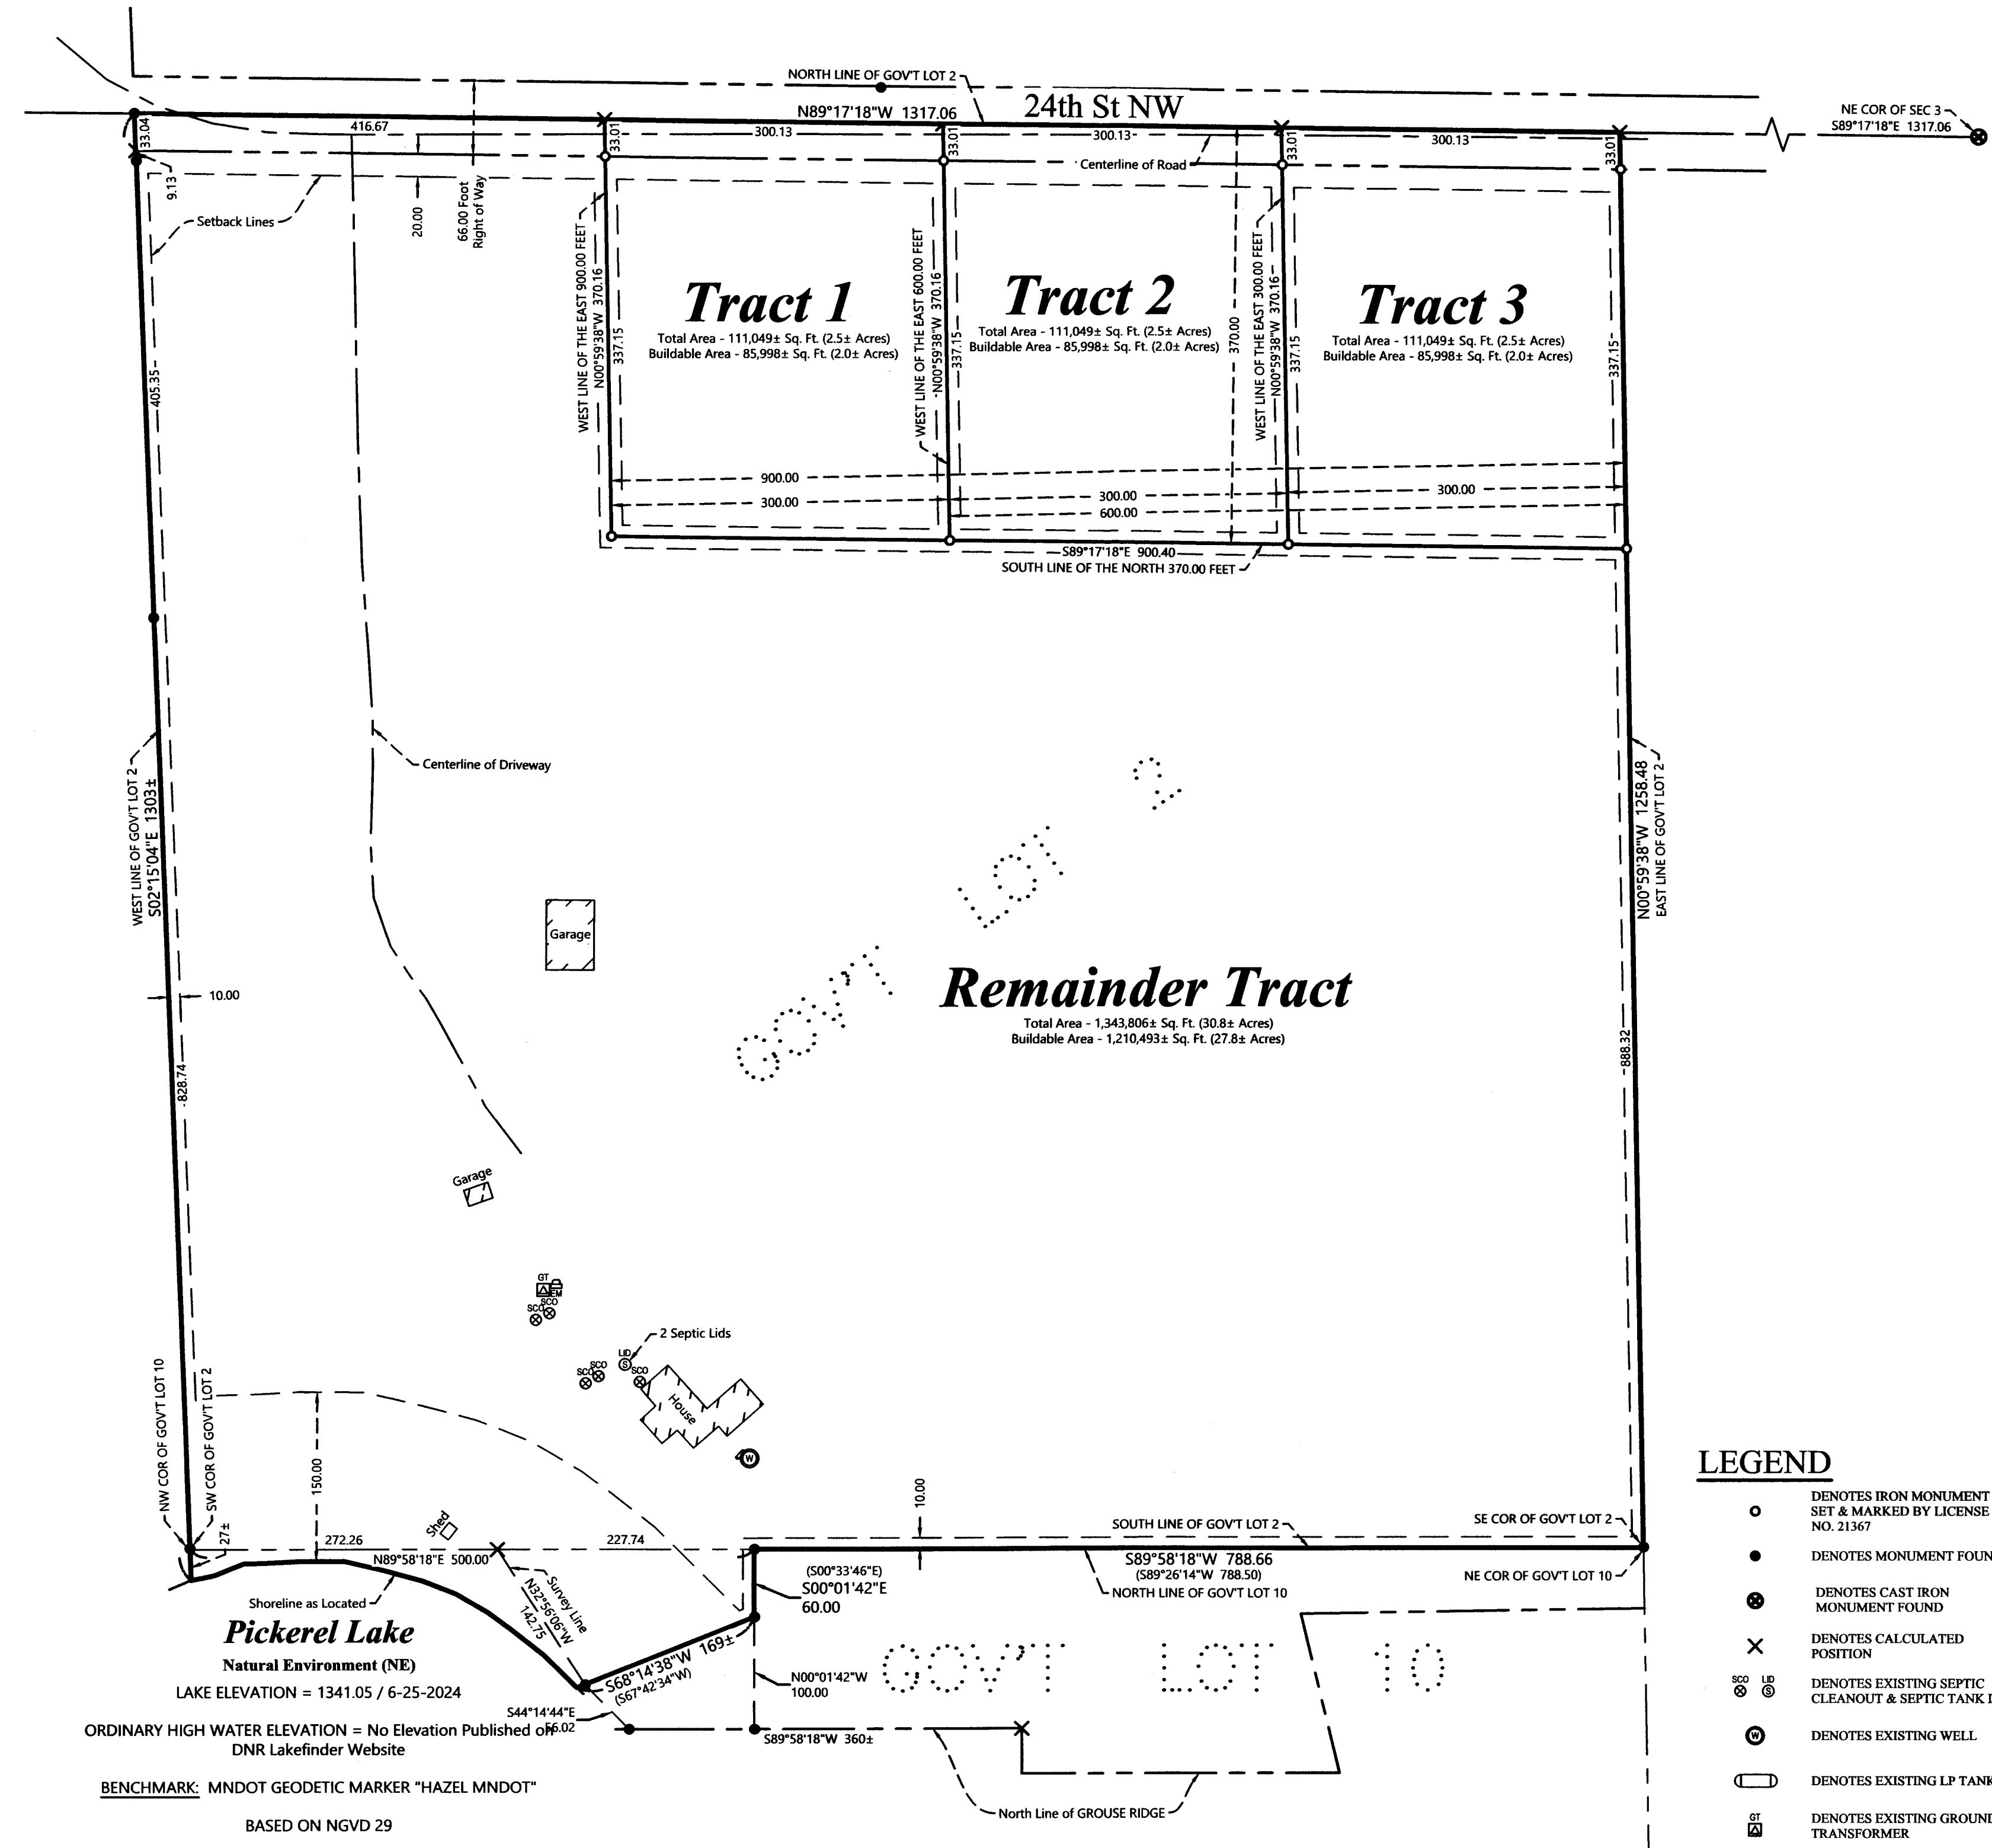 NORTH LINE OF GOV'T LOT 2
N89°17'18"W 1317.06
24th St NW
NE COR OF SEC 3
S89°17'18"E 1317.06
416.67
300.13
300.13
300.13
33.04
33.01
33.01
33.01
33.01
Centerline of Road
9.13
Setback Lines
20.00
66.00 Foot
Right of Way
WEST LINE OF THE EAST 900.00 FEET
N00°59'38"W 370.16
337.15
WEST LINE OF THE EAST 600.00 FEET
N00°59'38"W 370.16
337.15
370.00
WEST LINE OF THE EAST 300.00 FEET
N00°59'38"W 370.16
337.15
337.15
Tract 1
Total Area - 111,049± Sq. Ft. (2.5± Acres)
Buildable Area - 85,998± Sq. Ft. (2.0± Acres)
Tract 2
Total Area - 111,049± Sq. Ft. (2.5± Acres)
Buildable Area - 85,998± Sq. Ft. (2.0± Acres)
Tract 3
Total Area - 111,049± Sq. Ft. (2.5± Acres)
Buildable Area - 85,998± Sq. Ft. (2.0± Acres)
405.35
900.00
300.00
300.00
300.00
600.00
S89°17'18"E 900.40
SOUTH LINE OF THE NORTH 370.00 FEET
WEST LINE OF GOV'T LOT 2
S02°15'04"E 1303±
Centerline of Driveway
N00°59'38"W 1258.48
EAST LINE OF GOV'T LOT 2
GOV'T LOT 2
Garage
10.00
828.74
888.32
Remainder Tract
Total Area - 1,343,806± Sq. Ft. (30.8± Acres)
Buildable Area - 1,210,493± Sq. Ft. (27.8± Acres)
Garage
GT
EM
SCO
SCO
2 Septic Lids
LID
S
SCO
SCO
SCO
House
W
NW COR OF GOV'T LOT 10
SW COR OF GOV'T LOT 2
27±
150.00
Shed
272.26
227.74
N89°58'18"E 500.00
Survey Line
N32°56'06"W
142.75
Shoreline as Located
10.00
SOUTH LINE OF GOV'T LOT 2
SE COR OF GOV'T LOT 2
S89°58'18"W 788.66
(S89°26'14"W 788.50)
NORTH LINE OF GOV'T LOT 10
NE COR OF GOV'T LOT 10
(S00°33'46"E)
S00°01'42"E
60.00
S68°14'38"W 169±
(S67°42'34"W)
N00°01'42"W
100.00
S44°14'44"E
56.02
S89°58'18"W 360±
GOV'T LOT 10
North Line of GROUSE RIDGE
Pickerel Lake
Natural Environment (NE)
LAKE ELEVATION = 1341.05 / 6-25-2024
ORDINARY HIGH WATER ELEVATION = No Elevation Published on
DNR Lakefinder Website
BENCHMARK: MNDOT GEODETIC MARKER "HAZEL MNDOT"
BASED ON NGVD 29
LEGEND
DENOTES IRON MONUMENT
SET & MARKED BY LICENSE
NO. 21367
DENOTES MONUMENT FOUN
DENOTES CAST IRON
MONUMENT FOUND
DENOTES CALCULATED
POSITION
SCO LID
S
DENOTES EXISTING SEPTIC
CLEANOUT & SEPTIC TANK
W
DENOTES EXISTING WELL
DENOTES EXISTING LP TANK
GT
DENOTES EXISTING GROUN
TRANSFORMER